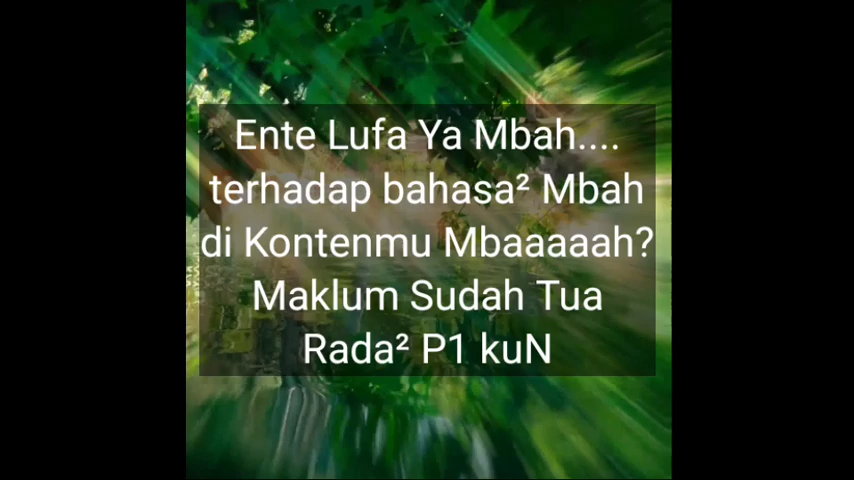 Ente Lufa Ya Mbah....
terhadap bahasa² Mbah
di Kontenmu Mbaaaaah?
Maklum Sudah Tua
Rada² P1 kuN